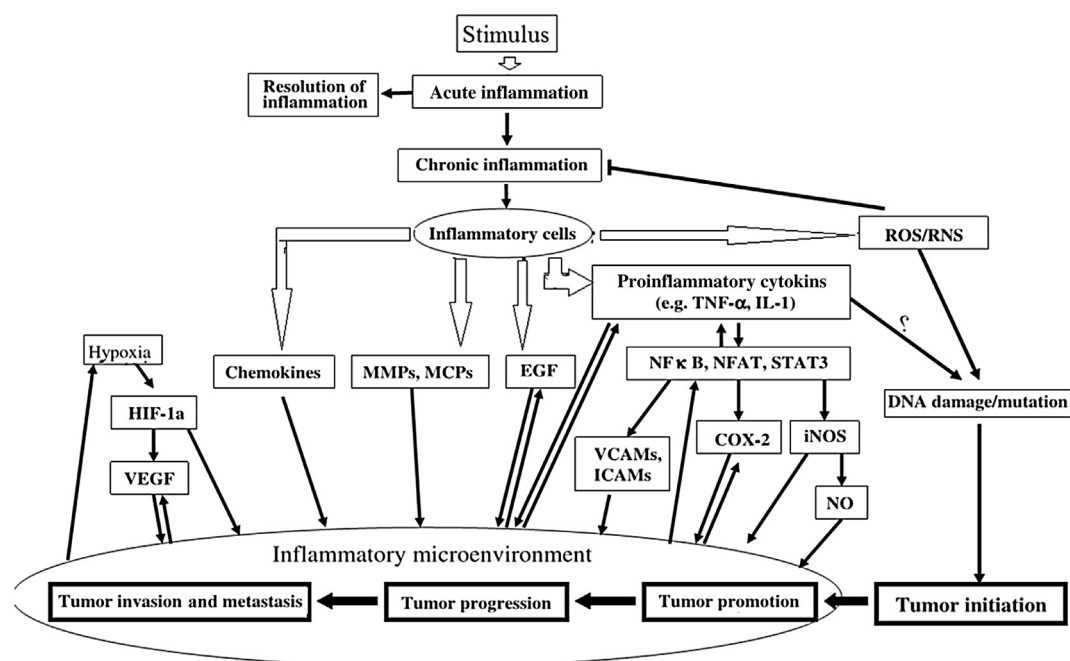 Stimulus
Resolution of
inflammation
Acute inflammation
Chronic inflammation
Inflammatory cells
ROS/RNS
Proinflammatory cytokins
(e.g. TNF-α, IL-1)
؟
Hypoxia
Chemokines
MMPs, MCPs
EGF
NFκ B, NFAT, STAT3
DNA damage/mutation
HIF-1a
VCAMs,
ICAMs
COX-2
iNOS
VEGF
NO
Inflammatory microenvironment
Tumor invasion and metastasis
Tumor progression
Tumor promotion
Tumor initiation